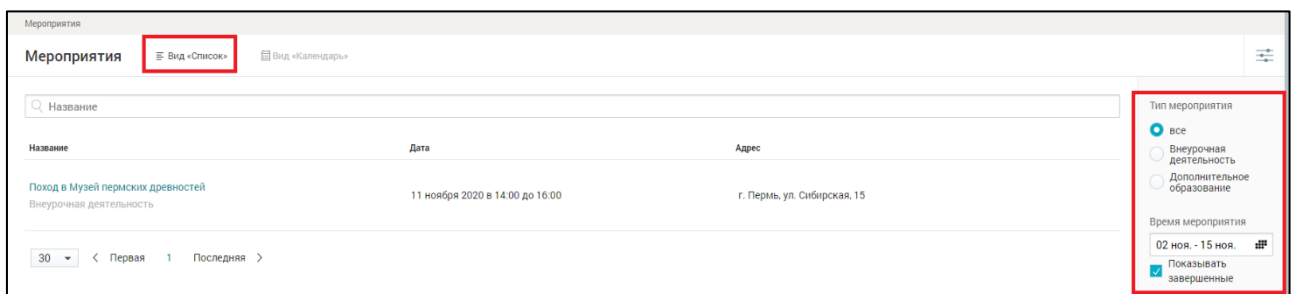 Мероприятия
Мероприятия Вид «Список» Вид «Календарь»
Название
Название Дата Адрес
Поход в Музей пермских древностей
Внеурочная деятельность
11 ноября 2020 в 14:00 до 16:00
г. Пермь, ул. Сибирская, 15
30 Первая 1 Последняя
Тип мероприятия
все
Внеурочная
деятельность
Дополнительное
образование
Время мероприятия
02 ноя. - 15 ноя.
Показывать
завершенные